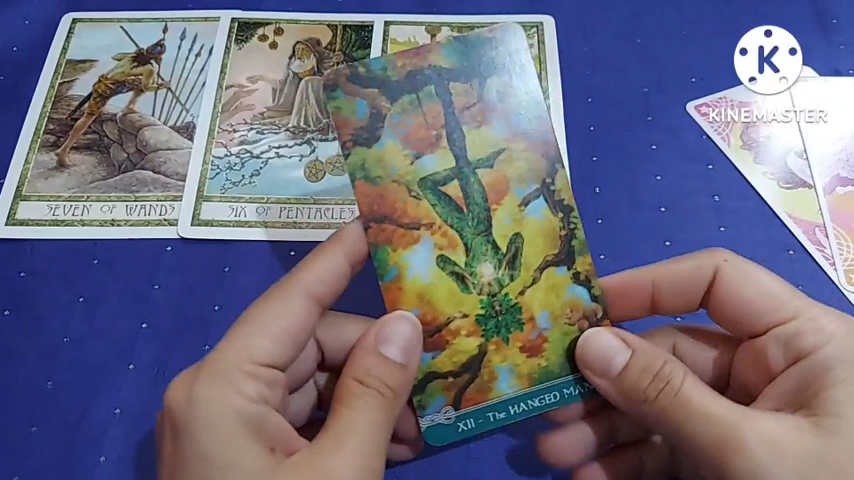 K
KINEMASTER
SEVEN OF WANDS
SIX OF PENTACLES
XII - The HANGED MAN